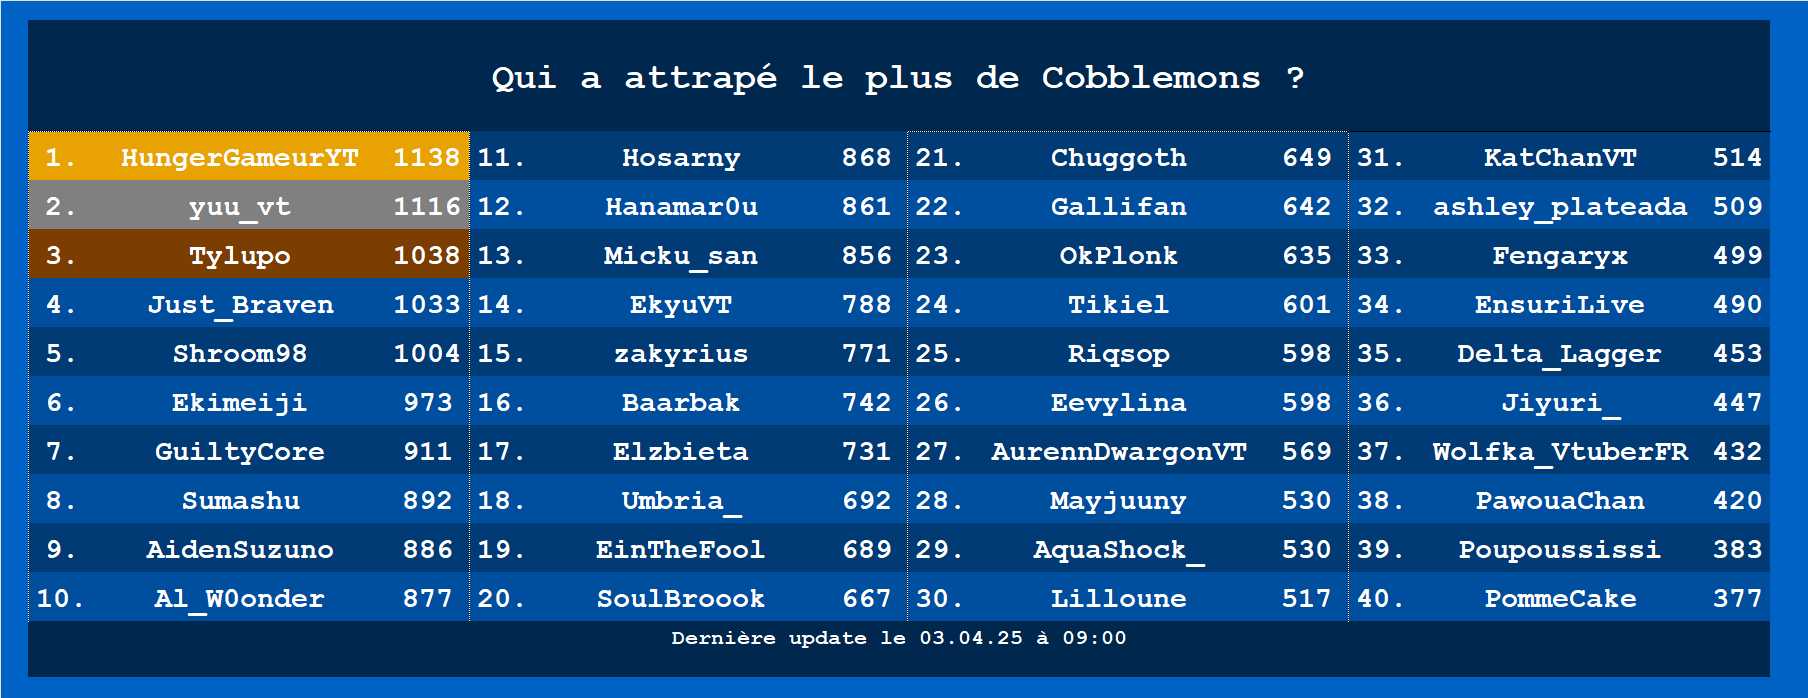 Qui a attrapé le plus de Cobblemons ?
1. HungerGameurYT 1138
2. yuu_vt 1116
3. Tylupo 1038
4. Just_Braven 1033
5. Shroom98 1004
6. Ekimeiji 973
7. GuiltyCore 911
8. Sumashu 892
9. AidenSuzuno 886
10. Al_W0onder 877
11. Hosarny 868
12. Hanamar0u 861
13. Micku_san 856
14. EkyuVT 788
15. zakyrius 771
16. Baarbak 742
17. Elzbieta 731
18. Umbria_ 692
19. EinTheFool 689
20. SoulBroook 667
21. Chuggoth 649
22. Gallifan 642
23. OkPlonk 635
24. Tikiel 601
25. Riqsop 598
26. Eevylina 598
27. AurennDwargonVT 569
28. Mayjuuny 530
29. AquaShock_ 530
30. Lilloune 517
31. KatChanVT 514
32. ashley_plateada 509
33. Fengaryx 499
34. EnsuriLive 490
35. Delta_Lagger 453
36. Jiyuri_ 447
37. Wolfka_VtuberFR 432
38. PawouaChan 420
39. Poupoussissi 383
40. PommeCake 377
Dernière update le 03.04.25 à 09:00